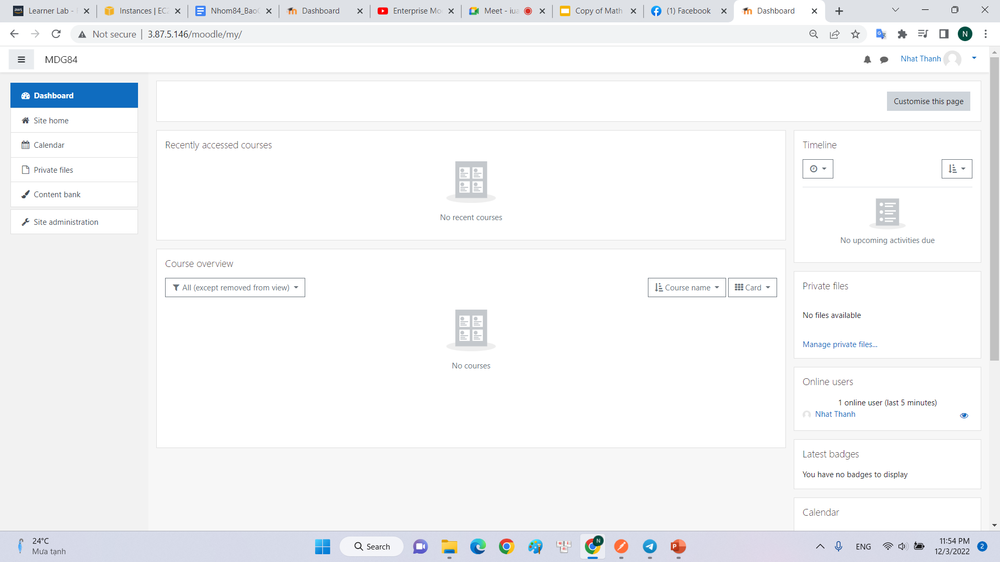 Learner Lab -
Instances | EC2
Nhom84_BaoC
Dashboard
Enterprise Mo
Meet - iua
Copy of Math
(1) Facebook
Dashboard
Not secure
3.87.5.146/moodle/my/
N
MDG84
Nhat Thanh
Dashboard
Site home
Calendar
Private files
Content bank
Site administration
Customise this page
Recently accessed courses
No recent courses
Course overview
All (except removed from view)
Course name
Card
No courses
Timeline
No upcoming activities due
Private files
No files available
Manage private files...
Online users
1 online user (last 5 minutes)
Nhat Thanh
Latest badges
You have no badges to display
Calendar
24°C
Mưa tạnh
Search
ENG
11:54 PM
12/3/2022
2